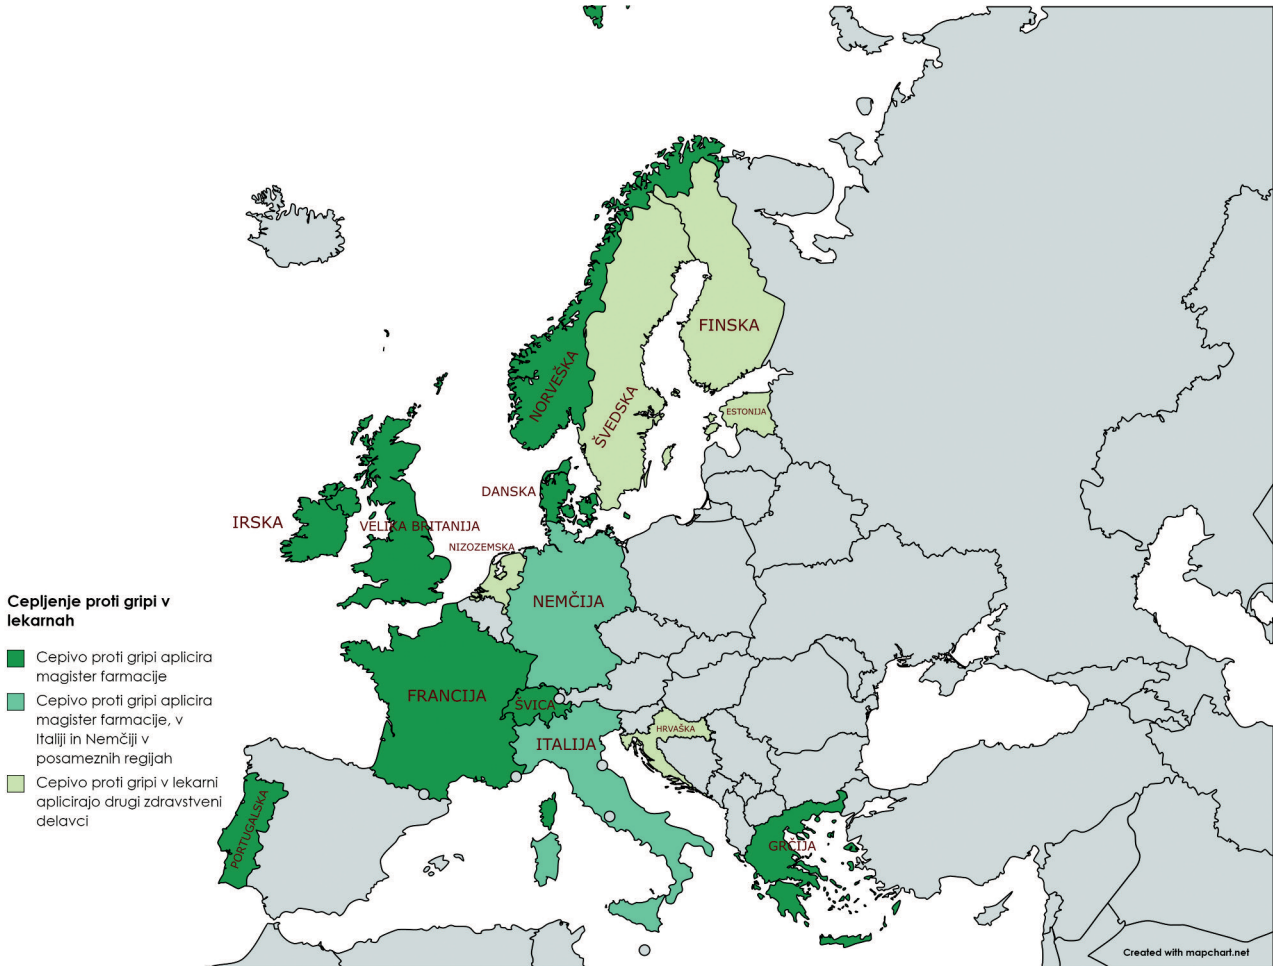 FINSKA
NORVEŠKA
ŠVEDSKA
ESTONIJA
DANSKA
IRSKA
VELIKA BRITANIJA
NIZOZEMSKA
NEMČIJA
Cepljenje proti gripi v
lekarnah
Cepivo proti gripi aplicira
magister farmacije
Cepivo proti gripi aplicira
magister farmacije, v
Italiji in Nemčiji v
posameznih regijah
Cepivo proti gripi v lekarni
aplicirajo drugi zdravstveni
delavci
FRANCIJA
ŠVICA
HRVAŠKA
ITALIJA
PORTUGALSKA
GRČIJA
Created with mapchart.net